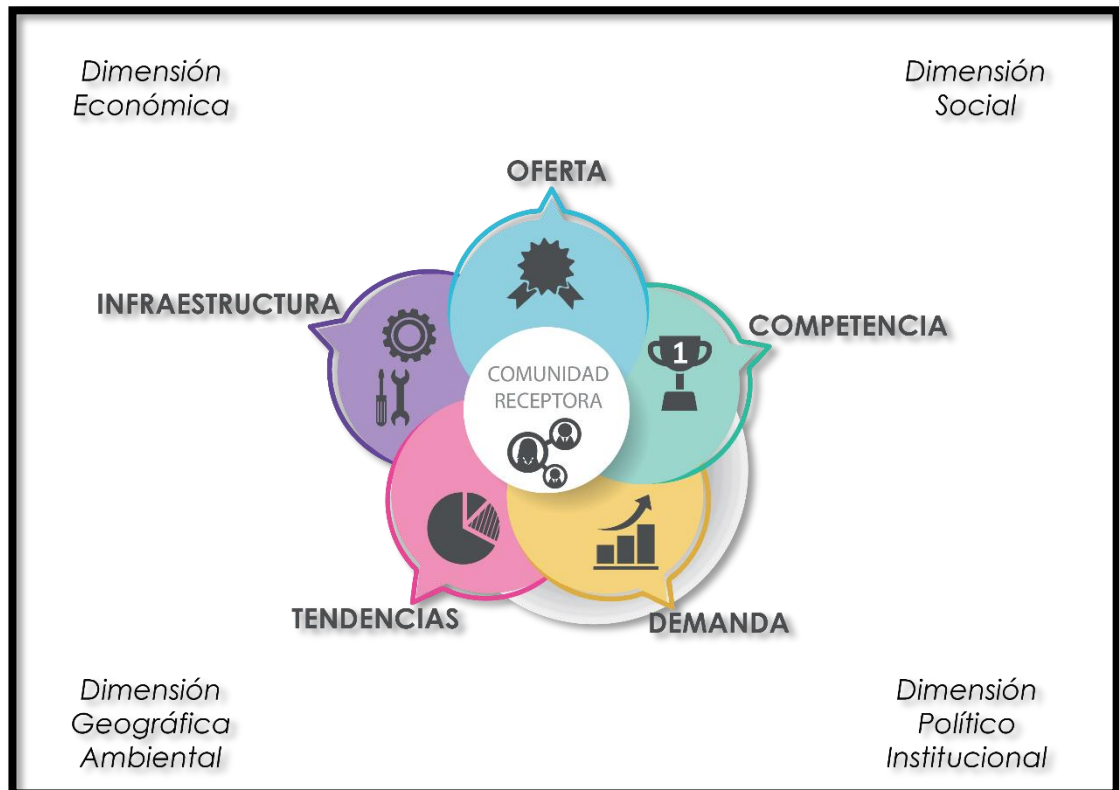 Dimensión
Económica
Dimensión
Social
OFERTA
INFRAESTRUCTURA
COMPETENCIA
1
COMUNIDAD
RECEPTORA
TENDENCIAS
DEMANDA
Dimensión
Geográfica
Ambiental
Dimensión
Político
Institucional